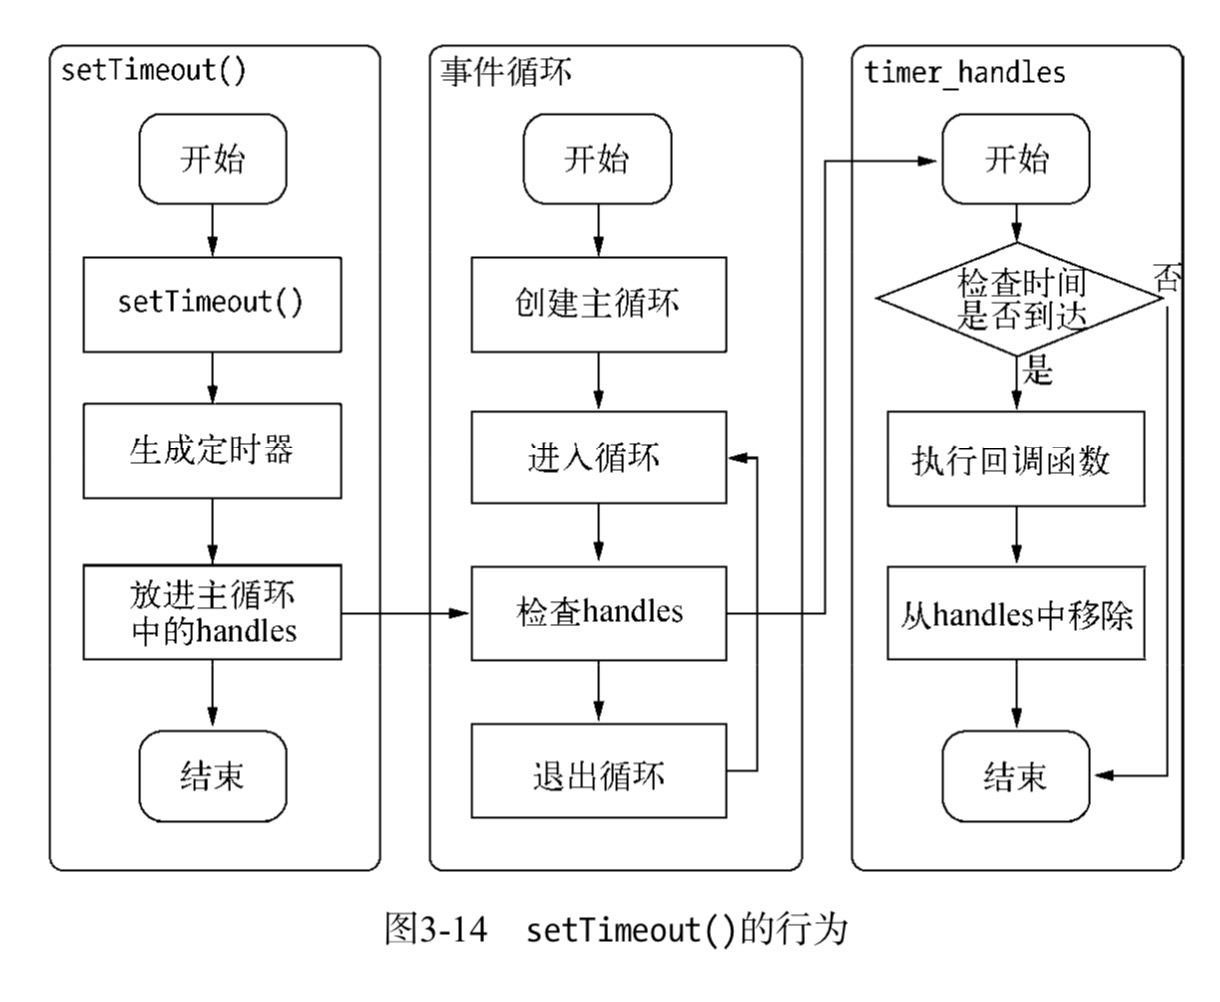 setTimeout()
开始
setTimeout()
生成定时器
放进主循环
中的handles
结束
事件循环
开始
创建主循环
进入循环
检查handles
退出循环
timer_handles
开始
检查时间
是否到达
否
是
执行回调函数
从handles中移除
结束
图3-14 setTimeout()的行为